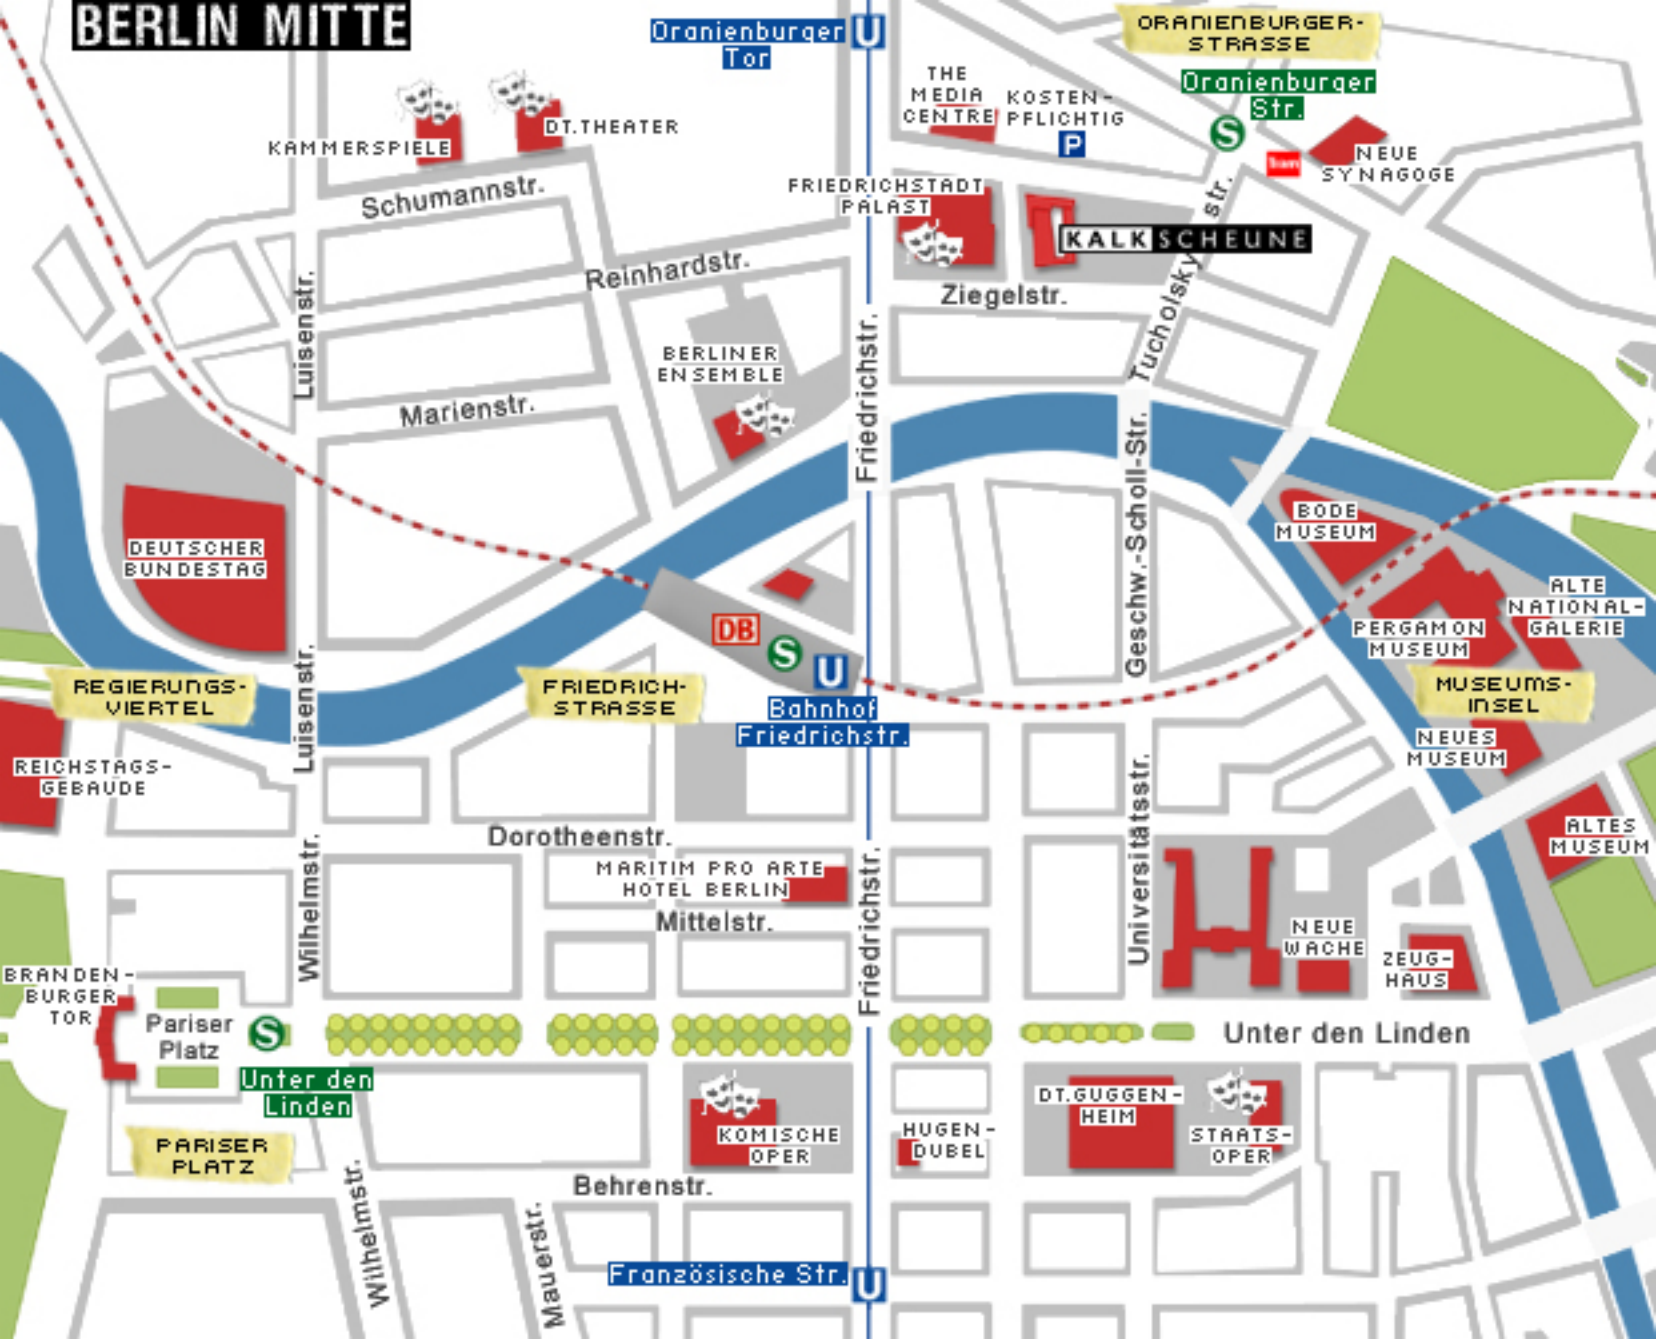 BERLIN MITTE
Oranienburger
Tor
U
ORANIENBURGER-
STRASSE
Oranienburger
Str.
S
THE
MEDIA
CENTRE
KOSTEN-
PFLICHTIG
P
Tram
NEUE
SYNAGOGE
KAMMERSPIELE
DT.THEATER
Schumannstr.
FRIEDRICHSTADT
PALAST
KALKSCHEUNE
Reinhardstr.
Ziegelstr.
Tucholsky str.
Luisenstr.
Friedrichstr.
BERLINER
ENSEMBLE
Marienstr.
Geschw.-Scholl-Str.
BODE
MUSEUM
DEUTSCHER
BUNDESTAG
ALTE
NATIONAL-
GALERIE
PERGAMON
MUSEUM
DB
S
U
Bahnhof
Friedrichstr.
REGIERUNGS-
VIERTEL
Luisenstr.
FRIEDRICH-
STRASSE
MUSEUMS-
INSEL
NEUES
MUSEUM
REICHSTAGS-
GEBAUDE
Universitätsstr.
ALTES
MUSEUM
Dorotheenstr.
MARITIM PRO ARTE
HOTEL BERLIN
Mittelstr.
Wilhelmstr.
Friedrichstr.
NEUE
WACHE
ZEUG-
HAUS
BRANDEN-
BURGER
TOR
Pariser
Platz
S
Unter den Linden
Unter den
Linden
PARISER
PLATZ
KOMISCHE
OPER
HUGEN-
DUBEL
DT.GUGGEN-
HEIM
STAATS-
OPER
Behrenstr.
Wilhelmstr.
Mauerstr.
Französische Str.
U